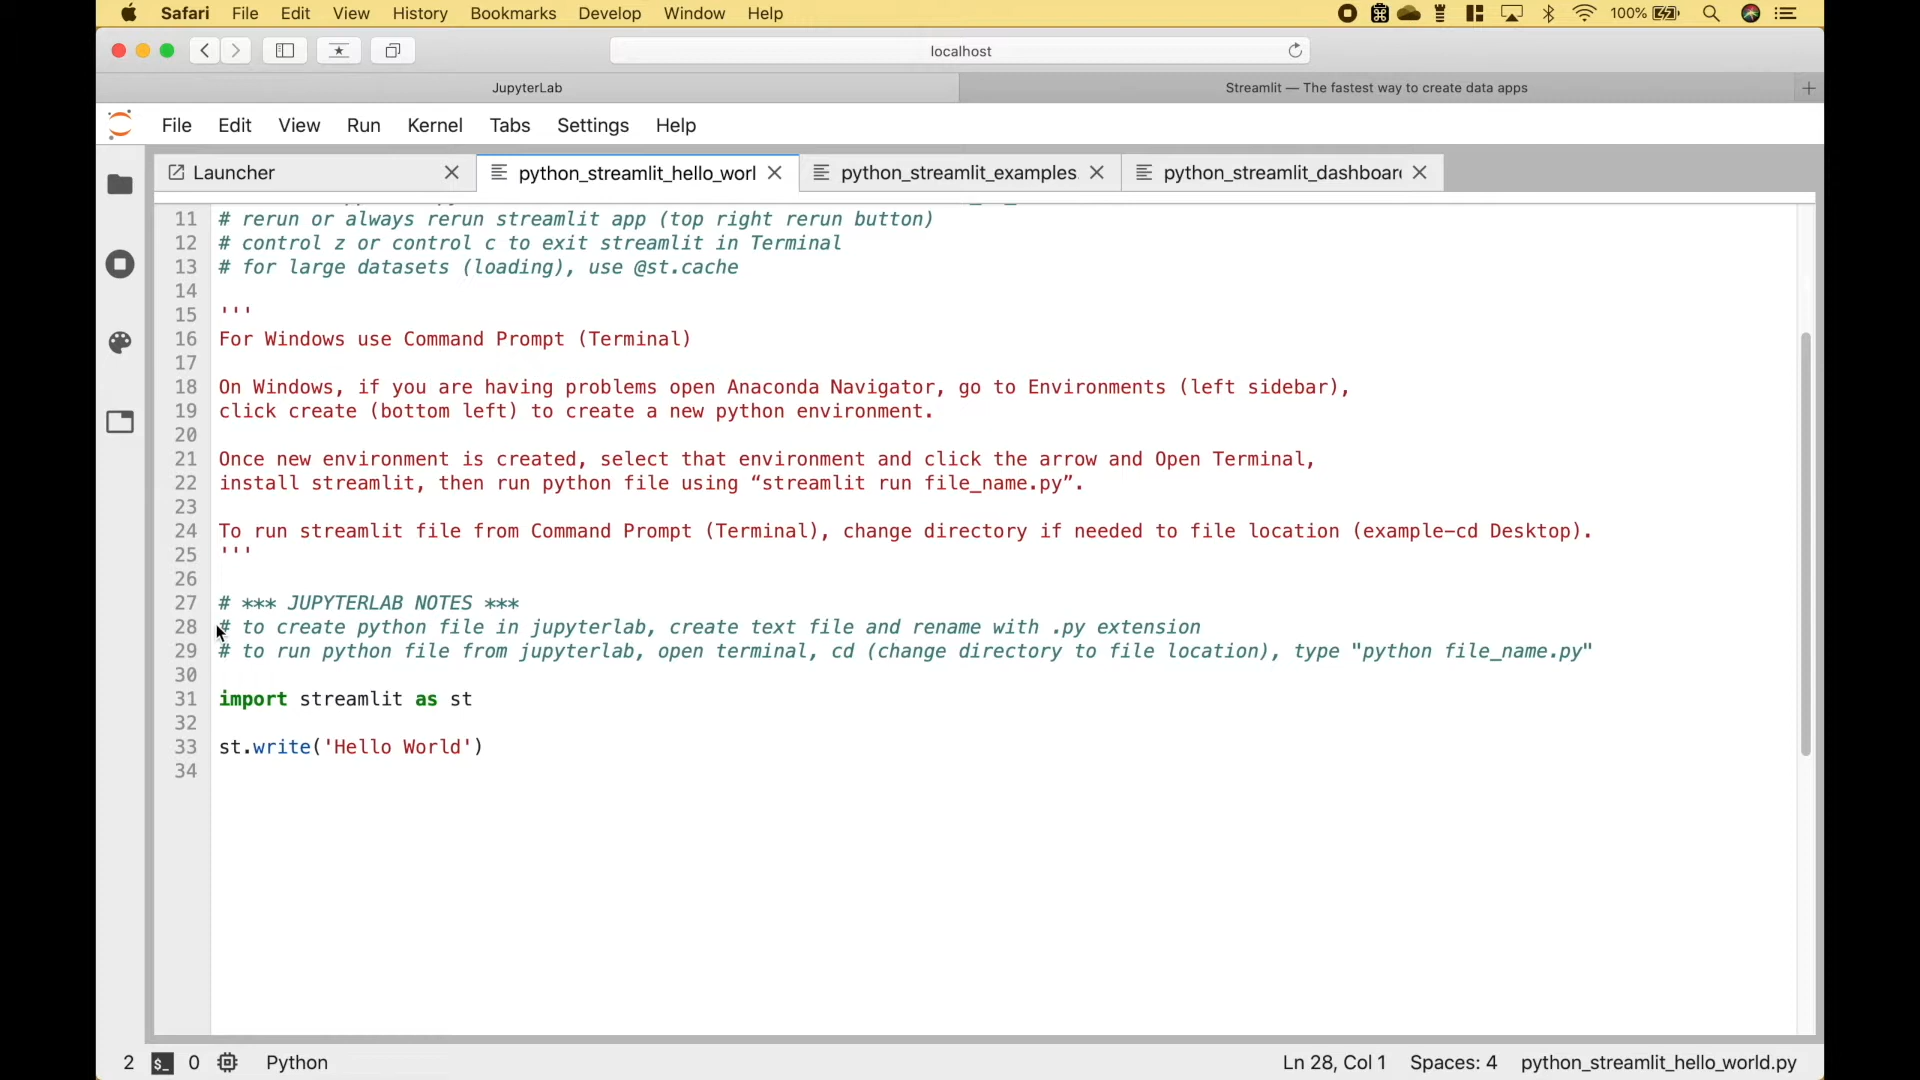 Safari File Edit View History Bookmarks Develop Window Help 100%
localhost
JupyterLab Streamlit — The fastest way to create data apps
File Edit View Run Kernel Tabs Settings Help
Launcher python_streamlit_hello_worl python_streamlit_examples. python_streamlit_dashboar
11 # rerun or always rerun streamlit app (top right rerun button)
12 # control z or control c to exit streamlit in Terminal
13 # for large datasets (loading), use @st.cache
14
15 '''
16 For Windows use Command Prompt (Terminal)
17
18 On Windows, if you are having problems open Anaconda Navigator, go to Environments (left sidebar),
19 click create (bottom left) to create a new python environment.
20
21 Once new environment is created, select that environment and click the arrow and Open Terminal,
22 install streamlit, then run python file using “streamlit run file_name.py”.
23
24 To run streamlit file from Command Prompt (Terminal), change directory if needed to file location (example-cd Desktop).
25 '''
26
27 # *** JUPYTERLAB NOTES ***
28 # to create python file in jupyterlab, create text file and rename with .py extension
29 # to run python file from jupyterlab, open terminal, cd (change directory to file location), type "python file_name.py"
30
31 import streamlit as st
32
33 st.write('Hello World')
34
2 $_ 0 Python Ln 28, Col 1 Spaces: 4 python_streamlit_hello_world.py